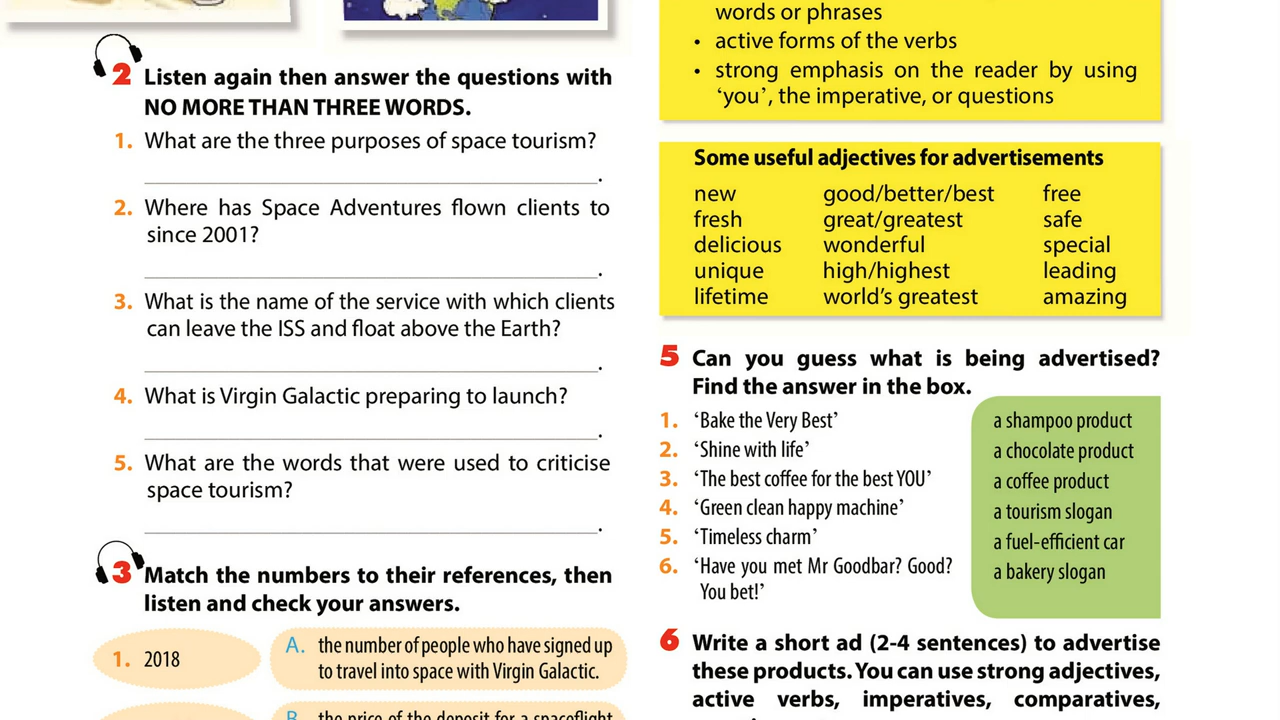 2 Listen again then answer the questions with
NO MORE THAN THREE WORDS.
1. What are the three purposes of space tourism?
.
2. Where has Space Adventures flown clients to
since 2001?
.
3. What is the name of the service with which clients
can leave the ISS and float above the Earth?
.
4. What is Virgin Galactic preparing to launch?
.
5. What are the words that were used to criticise
space tourism?
.
3 Match the numbers to their references, then
listen and check your answers.
1. 2018
A. the number of people who have signed up
to travel into space with Virgin Galactic.
B. the price of the deposit for a spaceflight
words or phrases
• active forms of the verbs
• strong emphasis on the reader by using
‘you’, the imperative, or questions
Some useful adjectives for advertisements
new good/better/best free
fresh great/greatest safe
delicious wonderful special
unique high/highest leading
lifetime world’s greatest amazing
5 Can you guess what is being advertised?
Find the answer in the box.
1. ‘Bake the Very Best’
2. ‘Shine with life’
3. ‘The best coffee for the best YOU’
4. ‘Green clean happy machine’
5. ‘Timeless charm’
6. ‘Have you met Mr Goodbar? Good?
You bet!’
a shampoo product
a chocolate product
a coffee product
a tourism slogan
a fuel-efficient car
a bakery slogan
6 Write a short ad (2-4 sentences) to advertise
these products. You can use strong adjectives,
active verbs, imperatives, comparatives,